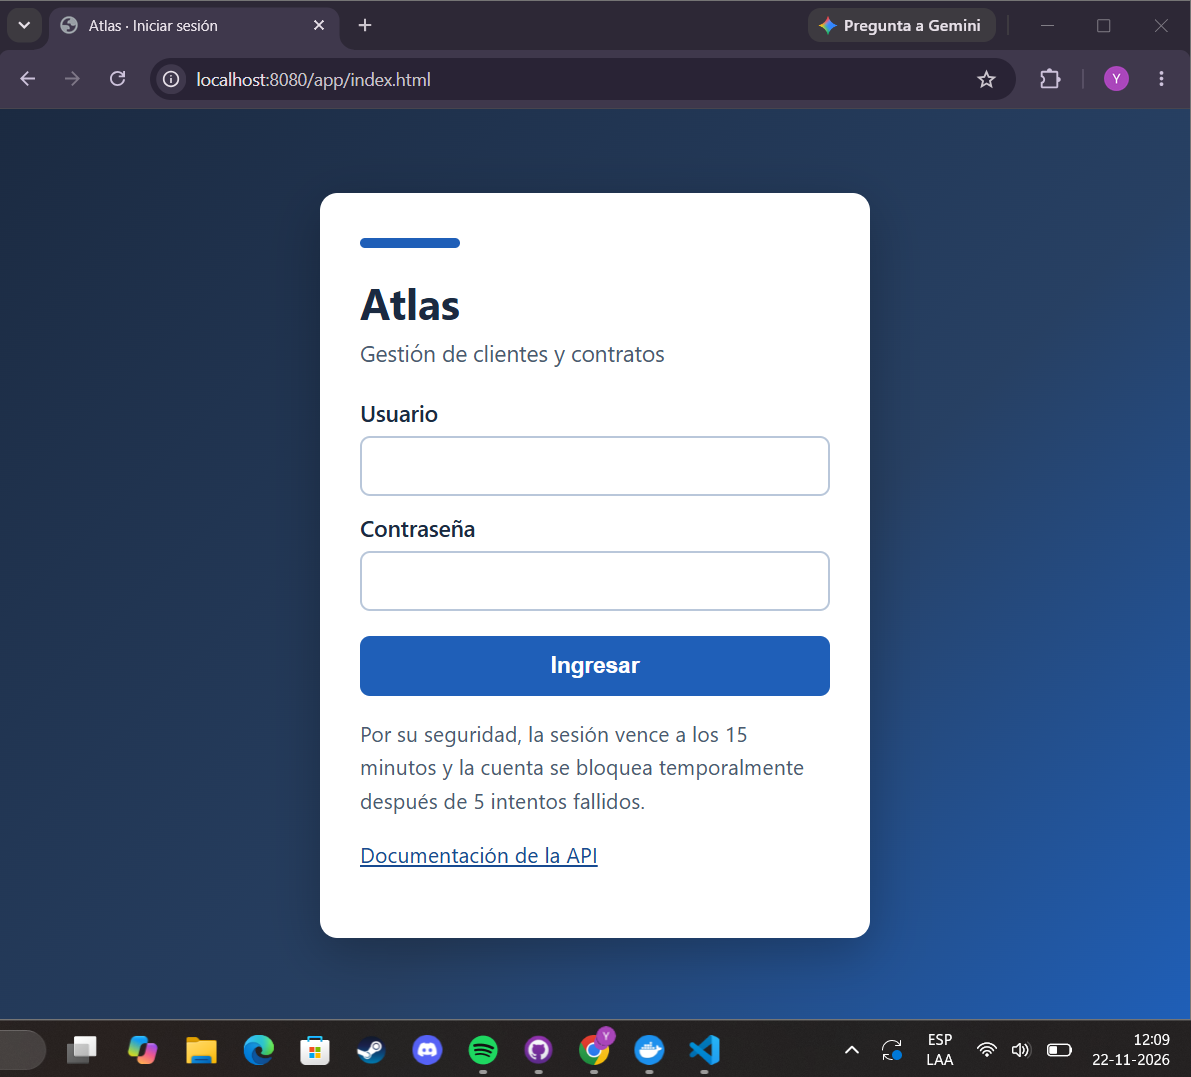 Atlas · Iniciar sesión
Pregunta a Gemini
localhost:8080/app/index.html
Y
Atlas
Gestión de clientes y contratos
Usuario
Contraseña
Ingresar
Por su seguridad, la sesión vence a los 15
minutos y la cuenta se bloquea temporalmente
después de 5 intentos fallidos.
Documentación de la API
Y
ESP
LAA
12:09
22-11-2026